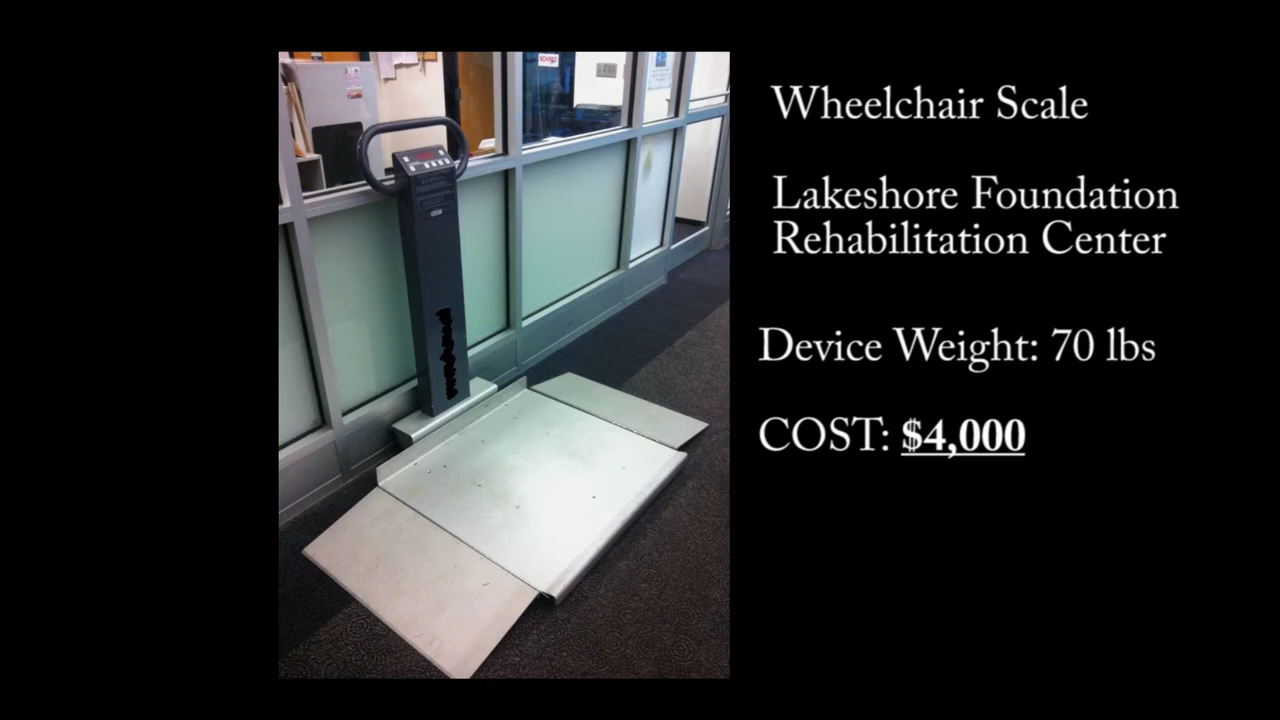 Wheelchair Scale
Lakeshore Foundation
Rehabilitation Center
Device Weight: 70 lbs
COST: $4,000